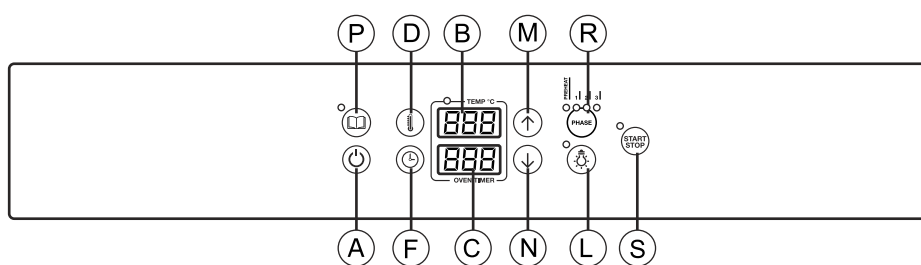 P D B M R
PREHEAT 1 2 3
TEMP °C
888
PHASE
START
STOP
888
OVEN TIMER
A F C N L S